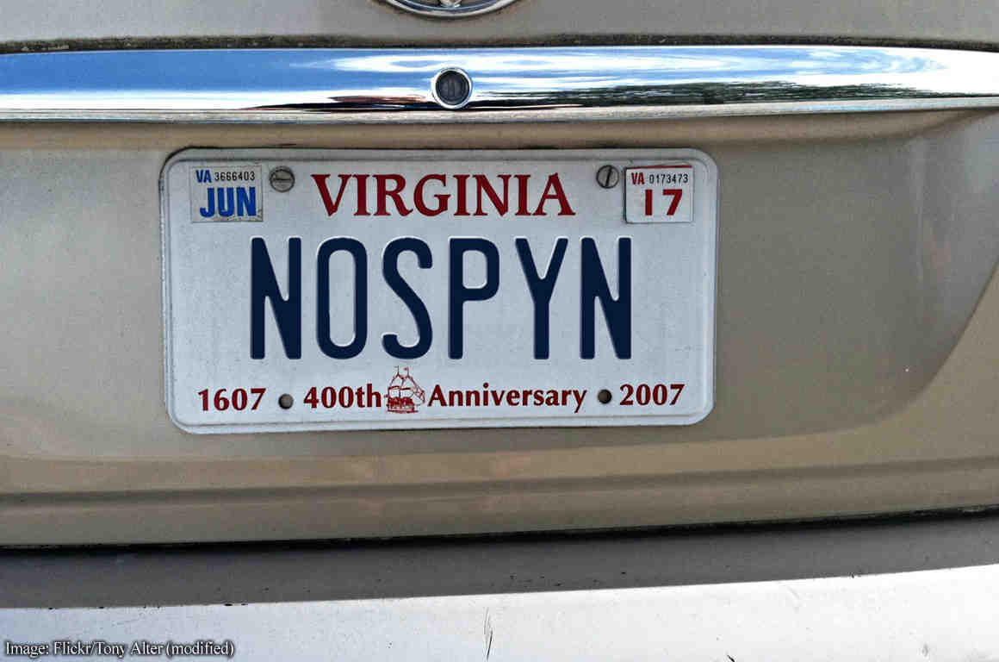 VA 3666403
JUN
VIRGINIA
VA 0173473
17
NOSPYN
1607 • 400th Anniversary • 2007
Image: Flickr/Tony Alter (modified)